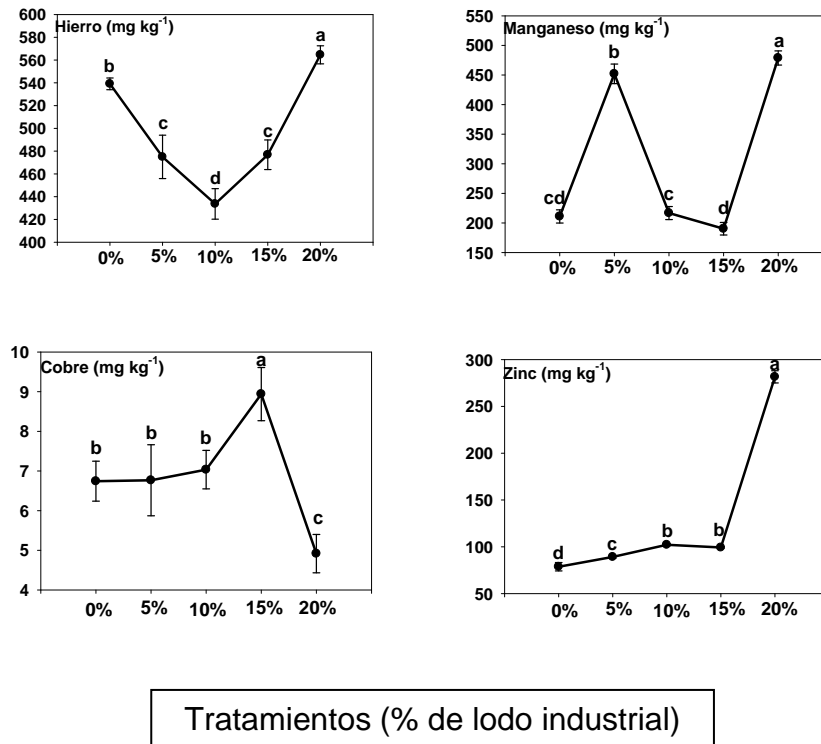 Hierro (mg kg-1)
600
580
560
540
520
500
480
460
440
420
400
b
c
d
c
a
0% 5% 10% 15% 20%
Manganeso (mg kg-1)
550
500
450
400
350
300
250
200
150
cd
b
c
d
a
0% 5% 10% 15% 20%
Cobre (mg kg-1)
10
9
8
7
6
5
4
b
b
b
a
c
0% 5% 10% 15% 20%
Zinc (mg kg-1)
300
250
200
150
100
50
d
c
b
b
a
0% 5% 10% 15% 20%
Tratamientos (% de lodo industrial)